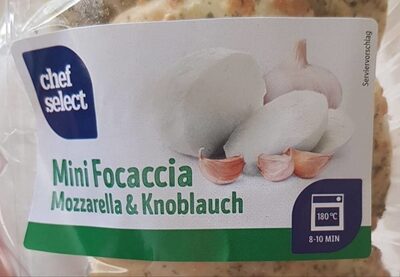 chef
select
Serviervorschlag
Mini Focaccia
Mozzarella & Knoblauch
180°C
8-10 MIN